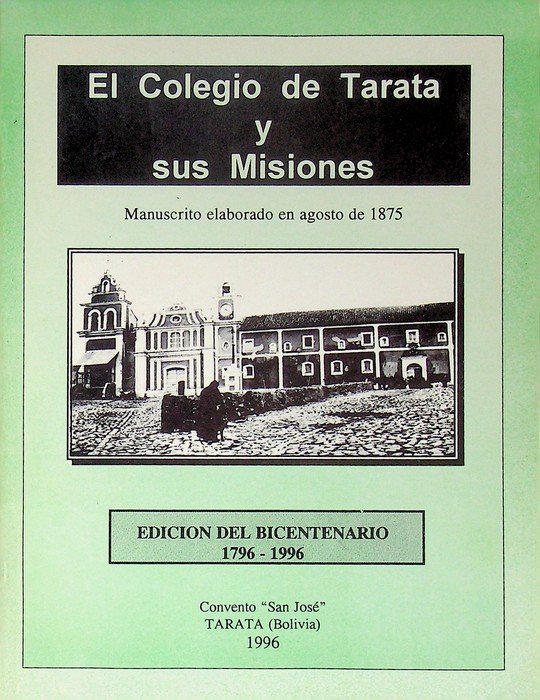 El Colegio de Tarata
y
sus Misiones
Manuscrito elaborado en agosto de 1875
EDICION DEL BICENTENARIO
1796 - 1996
Convento "San José"
TARATA (Bolivia)
1996